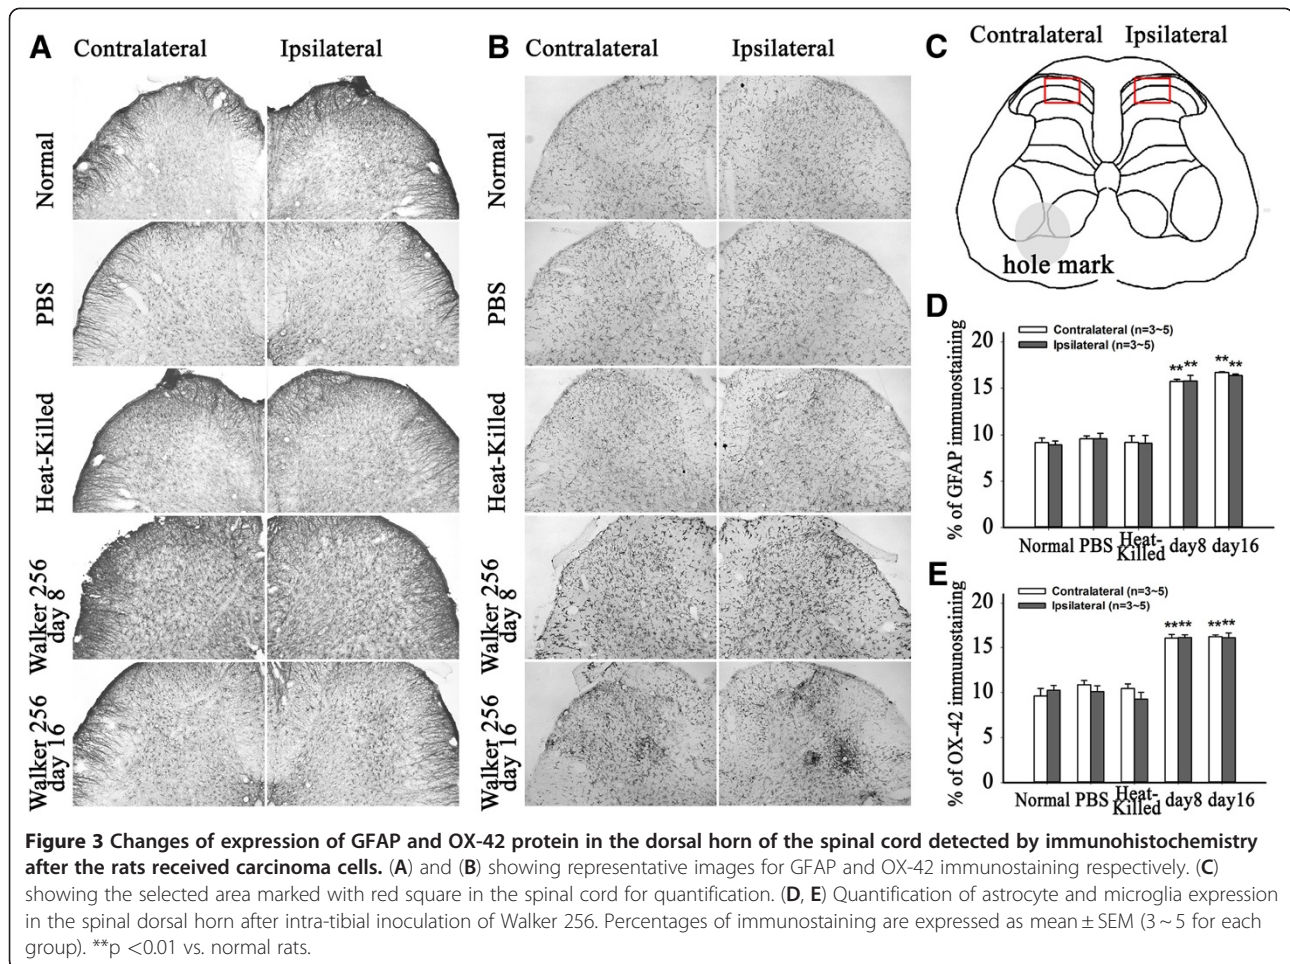 A
Contralateral Ipsilateral
Normal
PBS
Heat-Killed
Walker 256
day 8
Walker 256
day 16
B
Contralateral Ipsilateral
Normal
PBS
Heat-Killed
Walker 256
day 8
Walker 256
day 16
C
Contralateral Ipsilateral
hole mark
D
% of GFAP immunostaining
20
15
10
5
0
Contralateral (n=3~5)
Ipsilateral (n=3~5)
** ** ** **
Normal PBS Heat-Killed day8 day16
E
% of OX-42 immunostaining
20
15
10
5
0
Contralateral (n=3~5)
Ipsilateral (n=3~5)
**** ****
Normal PBS Heat-Killed day8 day16
Figure 3 Changes of expression of GFAP and OX-42 protein in the dorsal horn of the spinal cord detected by immunohistochemistry
after the rats received carcinoma cells. (A) and (B) showing representative images for GFAP and OX-42 immunostaining respectively. (C)
showing the selected area marked with red square in the spinal cord for quantification. (D, E) Quantification of astrocyte and microglia expression
in the spinal dorsal horn after intra-tibial inoculation of Walker 256. Percentages of immunostaining are expressed as mean ± SEM (3 ~ 5 for each
group). **p <0.01 vs. normal rats.